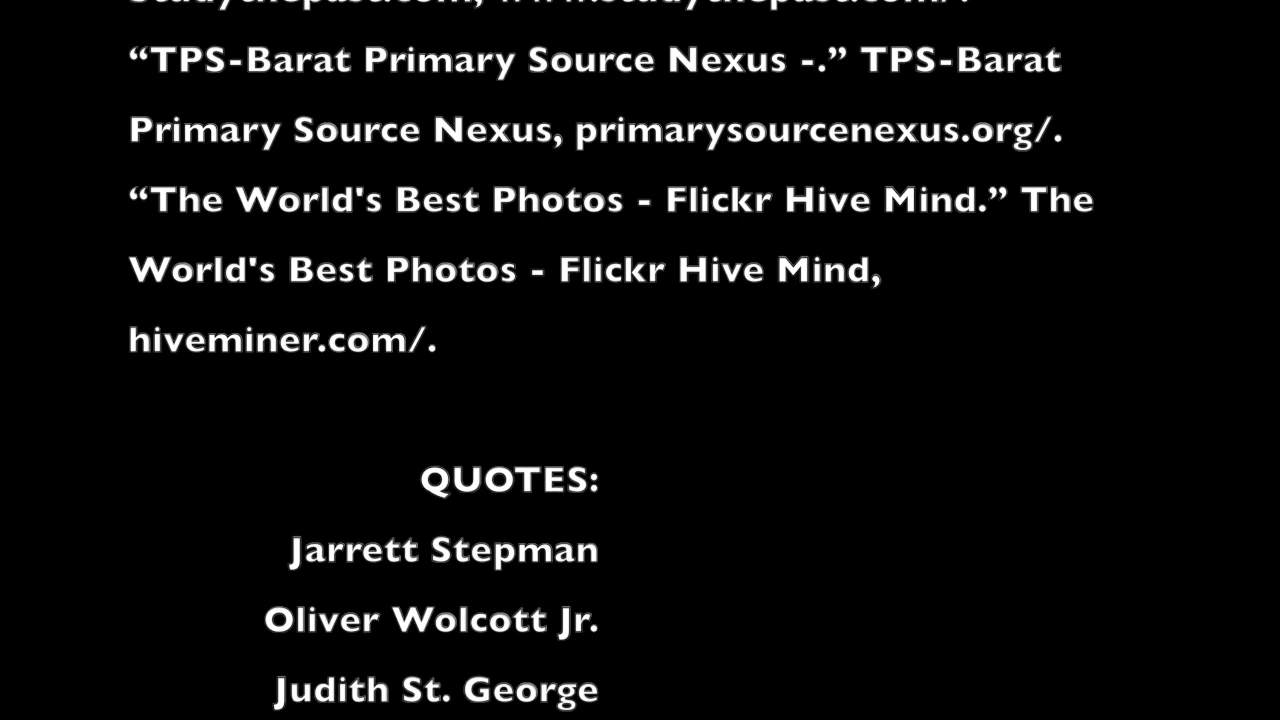 “TPS-Barat Primary Source Nexus -.” TPS-Barat
Primary Source Nexus, primarysourcenexus.org/.
“The World's Best Photos - Flickr Hive Mind.” The
World's Best Photos - Flickr Hive Mind,
hiveminer.com/.
QUOTES:
Jarrett Stepman
Oliver Wolcott Jr.
Judith St. George